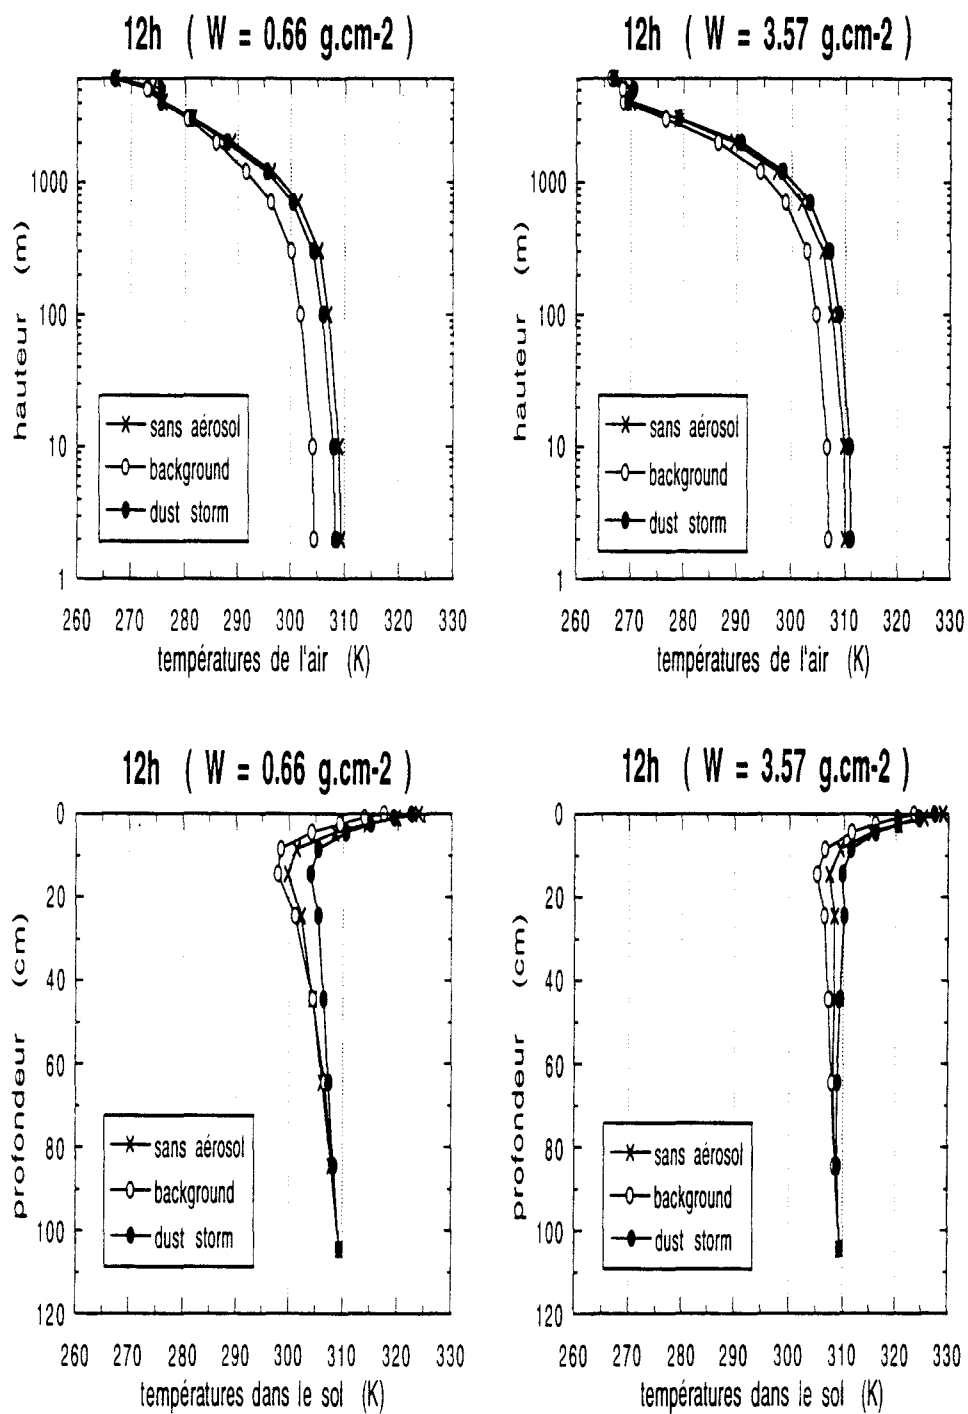 12h ( W = 0.66 g.cm-2 )
12h ( W = 3.57 g.cm-2 )
1000
100
10
1
hauteur (m)
sans aérosol
background
dust storm
260 270 280 290 300 310 320 330
températures de l'air (K)
1000
100
10
1
hauteur (m)
sans aérosol
background
dust storm
260 270 280 290 300 310 320 330
températures de l'air (K)
12h ( W = 0.66 g.cm-2 )
12h ( W = 3.57 g.cm-2 )
0
20
40
60
80
100
120
profondeur (cm)
sans aérosol
background
dust storm
260 270 280 290 300 310 320 330
températures dans le sol (K)
0
20
40
60
80
100
120
profondeur (cm)
sans aérosol
background
dust storm
260 270 280 290 300 310 320 330
températures dans le sol (K)